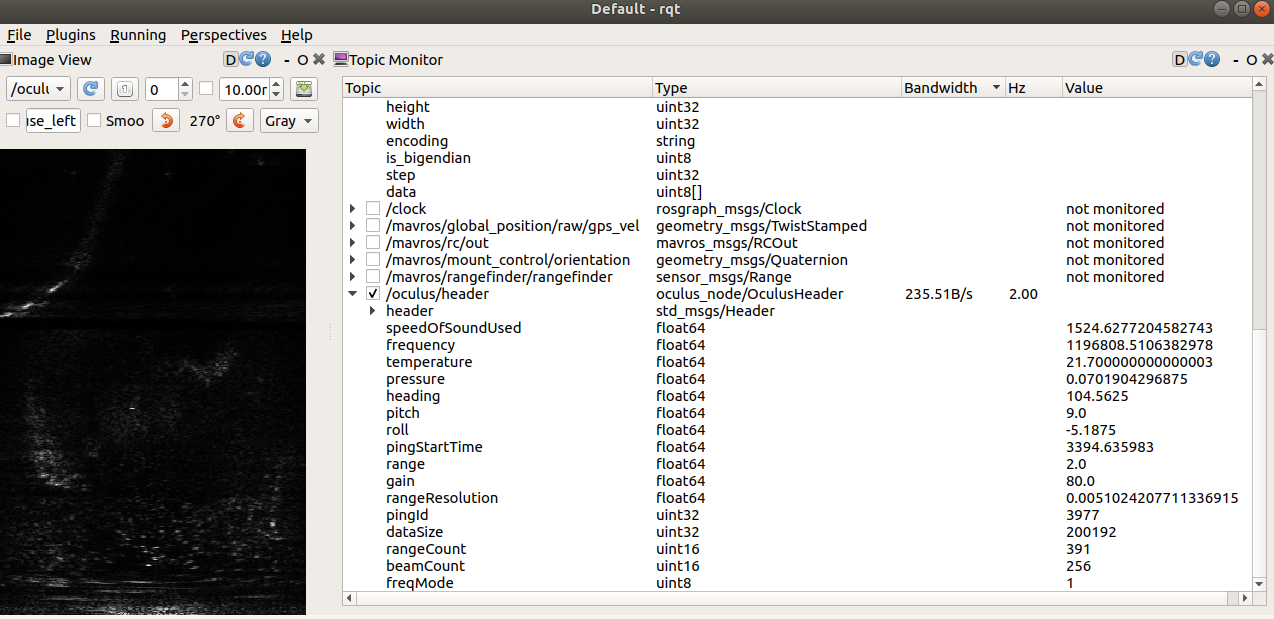 Default - rqt
File Plugins Running Perspectives Help
Image View D ? - O Topic Monitor D ? - O
/ocul 0 10.00r Topic Type Bandwidth Hz Value
height uint32
se_left Smoo 270° Gray width uint32
encoding string
is_bigendian uint8
step uint32
data uint8[]
/clock rosgraph_msgs/Clock not monitored
/mavros/global_position/raw/gps_vel geometry_msgs/TwistStamped not monitored
/mavros/rc/out mavros_msgs/RCOut not monitored
/mavros/mount_control/orientation geometry_msgs/Quaternion not monitored
/mavros/rangefinder/rangefinder sensor_msgs/Range not monitored
/oculus/header oculus_node/OculusHeader 235.51B/s 2.00
header std_msgs/Header
speedOfSoundUsed float64 1524.6277204582743
frequency float64 1196808.5106382978
temperature float64 21.700000000000003
pressure float64 0.0701904296875
heading float64 104.5625
pitch float64 9.0
roll float64 -5.1875
pingStartTime float64 3394.635983
range float64 2.0
gain float64 80.0
rangeResolution float64 0.0051024207711336915
pingId uint32 3977
dataSize uint32 200192
rangeCount uint16 391
beamCount uint16 256
freqMode uint8 1